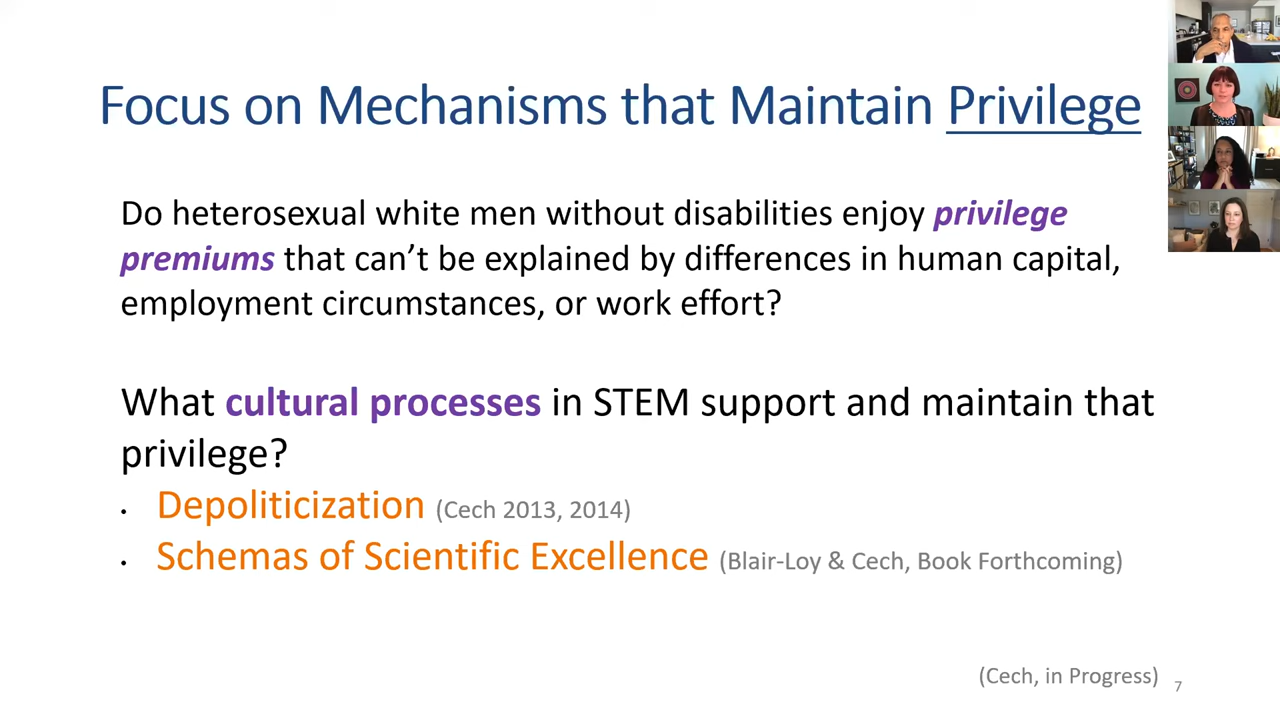 Focus on Mechanisms that Maintain Privilege
Do heterosexual white men without disabilities enjoy privilege
premiums that can’t be explained by differences in human capital,
employment circumstances, or work effort?
What cultural processes in STEM support and maintain that
privilege?
• Depoliticization (Cech 2013, 2014)
• Schemas of Scientific Excellence (Blair-Loy & Cech, Book Forthcoming)
(Cech, in Progress)
7